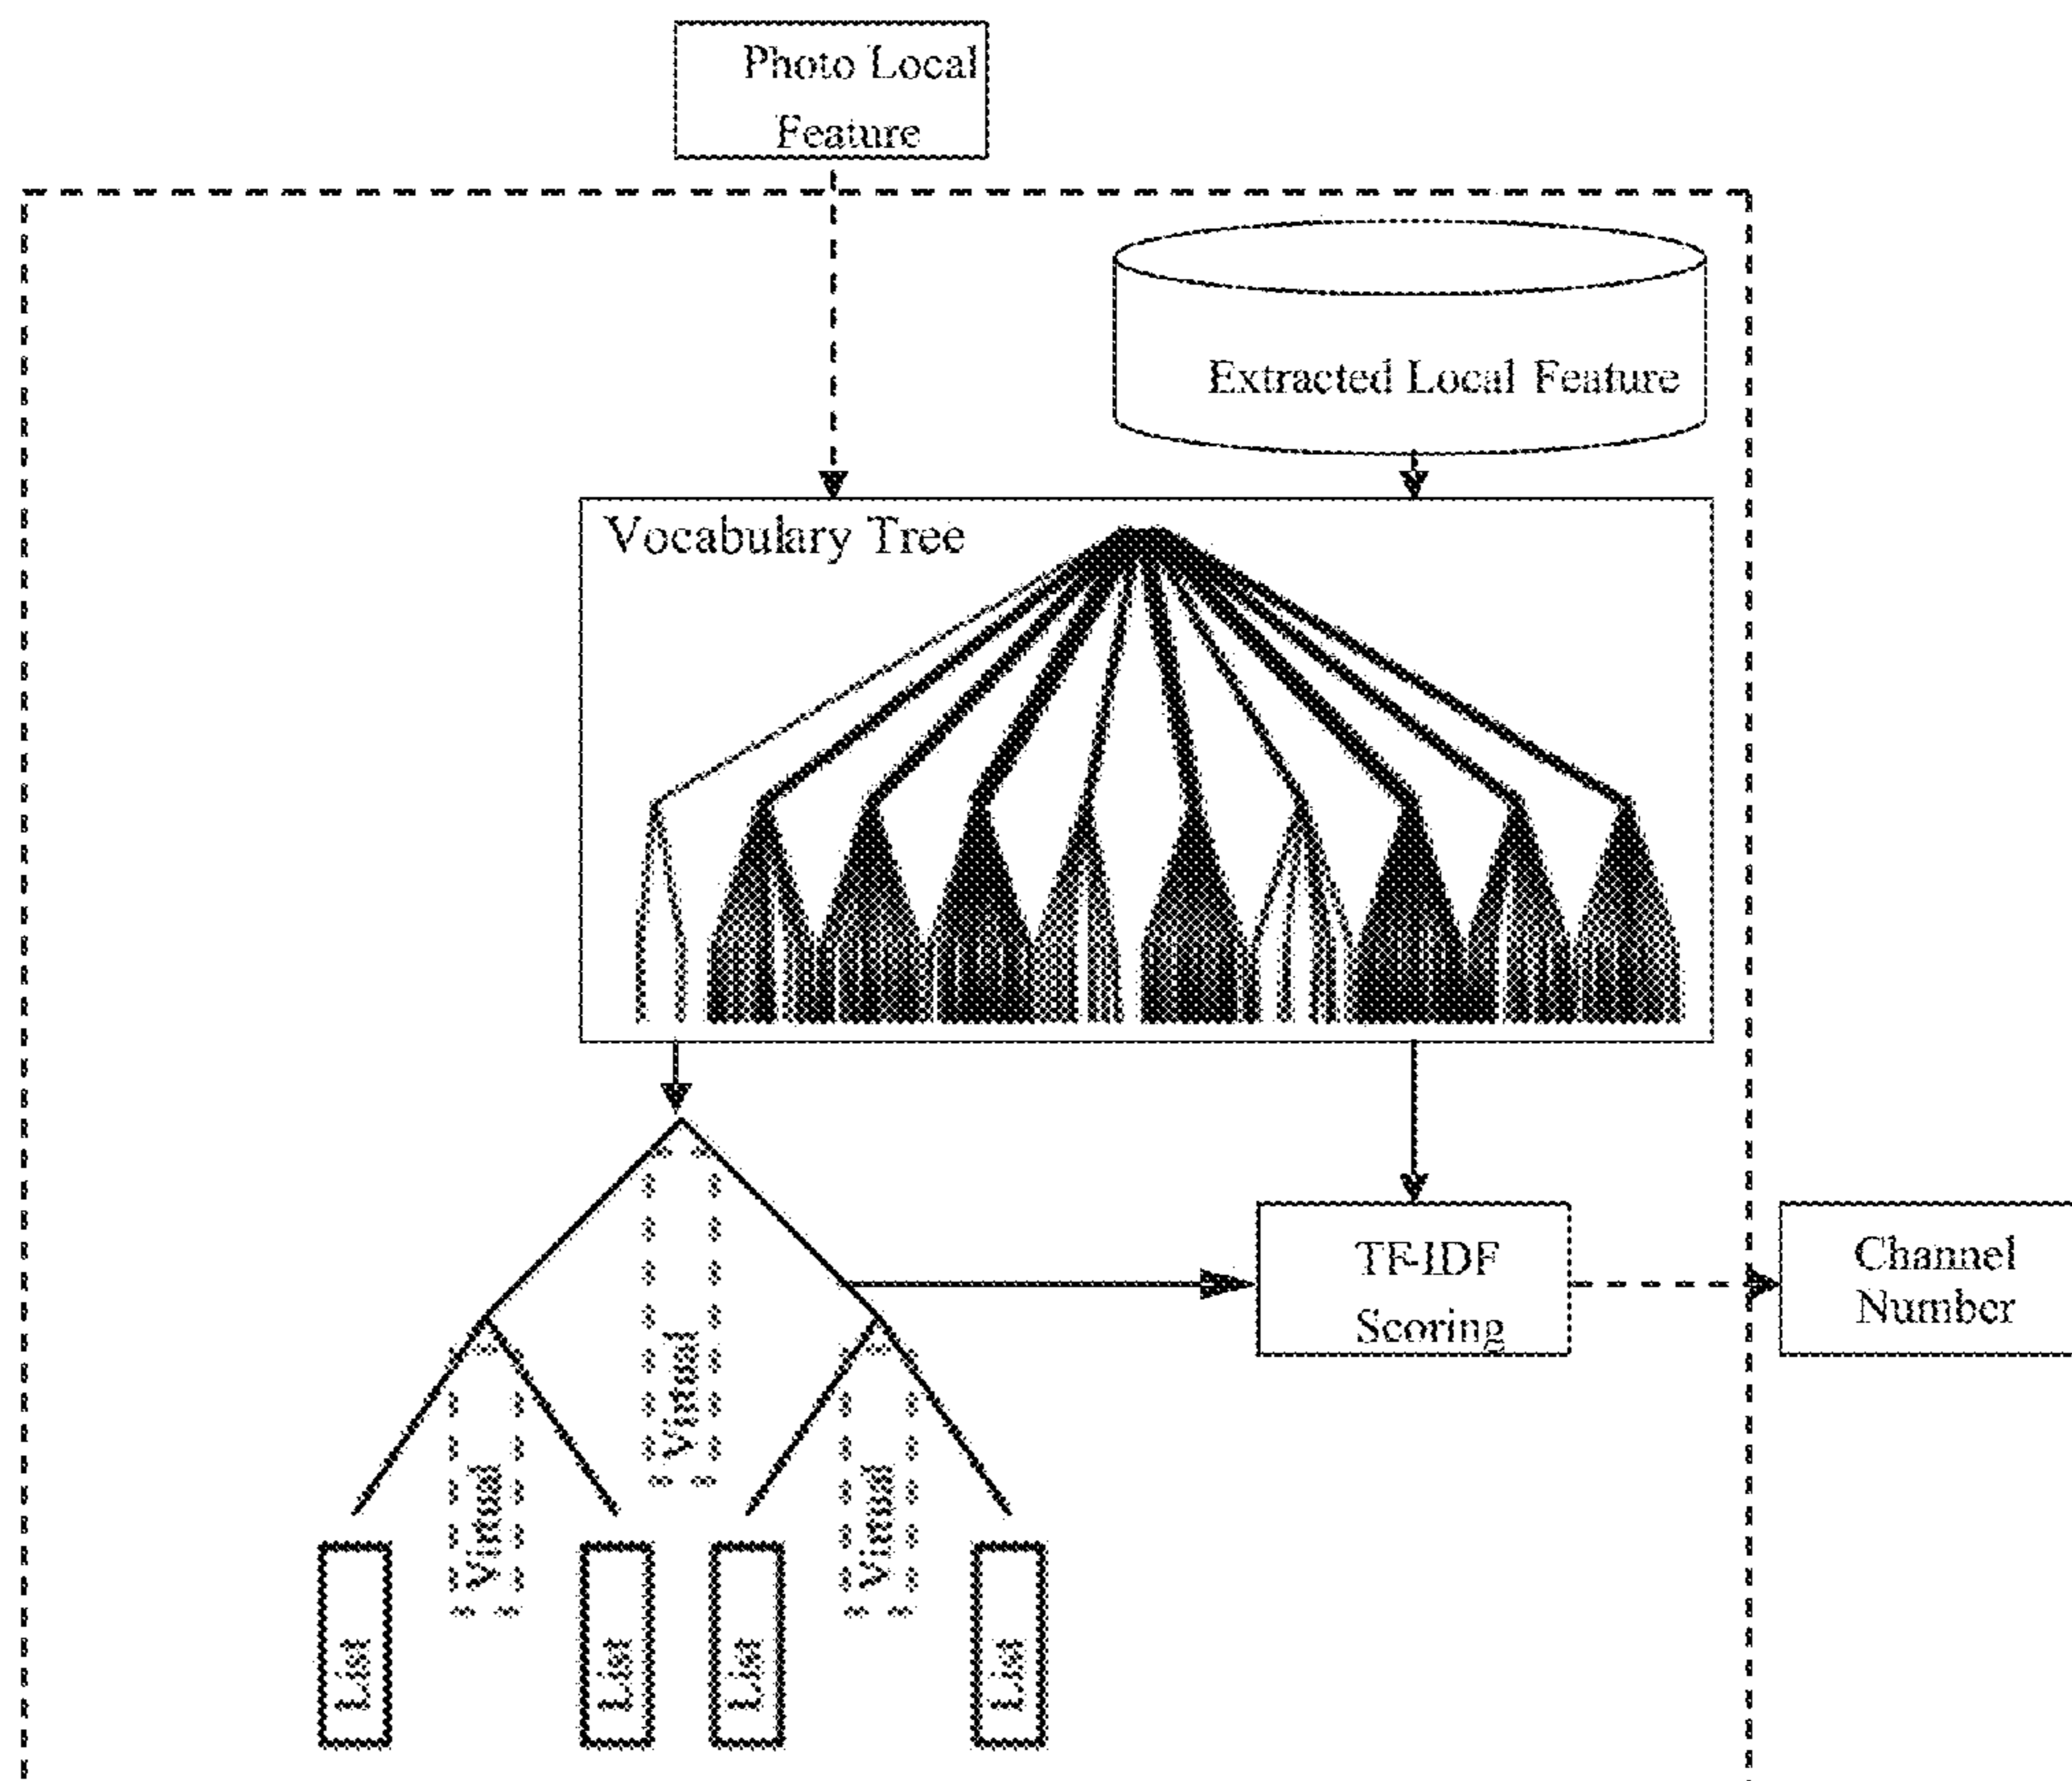 Photo Local
Feature
Extracted Local Feature
Vocabulary Tree
TF-IDF
Scoring
Channel
Number
Virtual
Virtual
Virtual
List
List
List
List